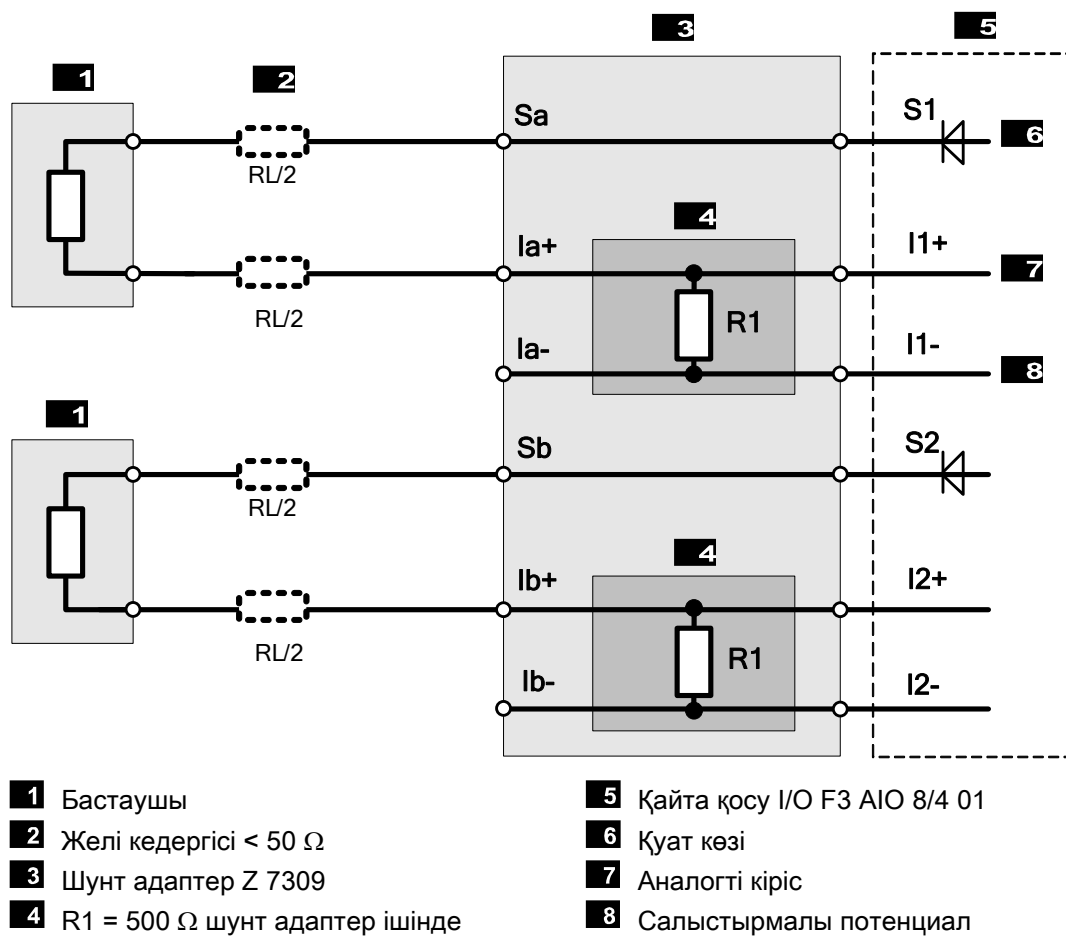 3
5
1
2
Sa
S1
6
RL/2
4
Ia+
I1+
7
RL/2
R1
Ia-
I1-
8
1
Sb
S2
RL/2
4
Ib+
I2+
RL/2
R1
Ib-
I2-
1 Бастаушы
2 Желі кедергісі < 50 Ω
3 Шунт адаптер Z 7309
4 R1 = 500 Ω шунт адаптер ішінде
5 Қайта қосу I/O F3 AIO 8/4 01
6 Қуат көзі
7 Аналогті кіріс
8 Салыстырмалы потенциал